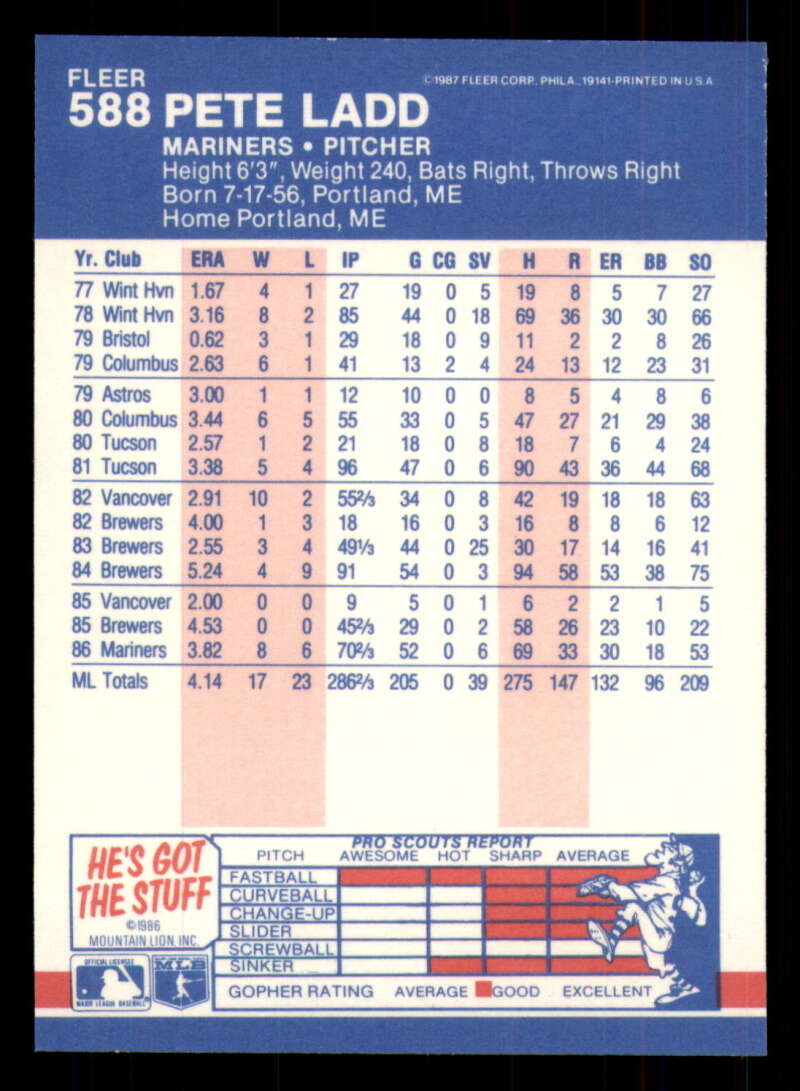 FLEER
©1987 FLEER CORP. PHILA., 19141-PRINTED IN U.S.A.
588 PETE LADD
MARINERS • PITCHER
Height 6'3", Weight 240, Bats Right, Throws Right
Born 7-17-56, Portland, ME
Home Portland, ME
Yr. Club ERA W L IP G CG SV H R ER BB SO
77 Wint Hvn 1.67 4 1 27 19 0 5 19 8 5 7 27
78 Wint Hvn 3.16 8 2 85 44 0 18 69 36 30 30 66
79 Bristol 0.62 3 1 29 18 0 9 11 2 2 8 26
79 Columbus 2.63 6 1 41 13 2 4 24 13 12 23 31
79 Astros 3.00 1 1 12 10 0 0 8 5 4 8 6
80 Columbus 3.44 6 5 55 33 0 5 47 27 21 29 38
80 Tucson 2.57 1 2 21 18 0 8 18 7 6 4 24
81 Tucson 3.38 5 4 96 47 0 6 90 43 36 44 68
82 Vancover 2.91 10 2 55⅔ 34 0 8 42 19 18 18 63
82 Brewers 4.00 1 3 18 16 0 3 16 8 8 6 12
83 Brewers 2.55 3 4 49⅓ 44 0 25 30 17 14 16 41
84 Brewers 5.24 4 9 91 54 0 3 94 58 53 38 75
85 Vancover 2.00 0 0 9 5 0 1 6 2 2 1 5
85 Brewers 4.53 0 0 45⅔ 29 0 2 58 26 23 10 22
86 Mariners 3.82 8 6 70⅔ 52 0 6 69 33 30 18 53
ML Totals 4.14 17 23 286⅔ 205 0 39 275 147 132 96 209
HE'S GOT
THE STUFF
©1986
MOUNTAIN LION, INC.
OFFICIAL LICENSEE
MAJOR LEAGUE BASEBALL
MLB
PRO SCOUTS REPORT
PITCH AWESOME HOT SHARP AVERAGE
FASTBALL
CURVEBALL
CHANGE-UP
SLIDER
SCREWBALL
SINKER
GOPHER RATING AVERAGE GOOD EXCELLENT